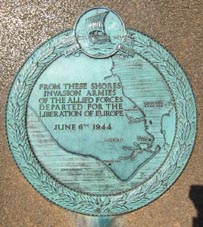 FROM THESE SHORES
INVASION ARMIES
OF THE ALLIED FORCES
DEPARTED FOR THE
LIBERATION OF EUROPE
JUNE 6TH 1944